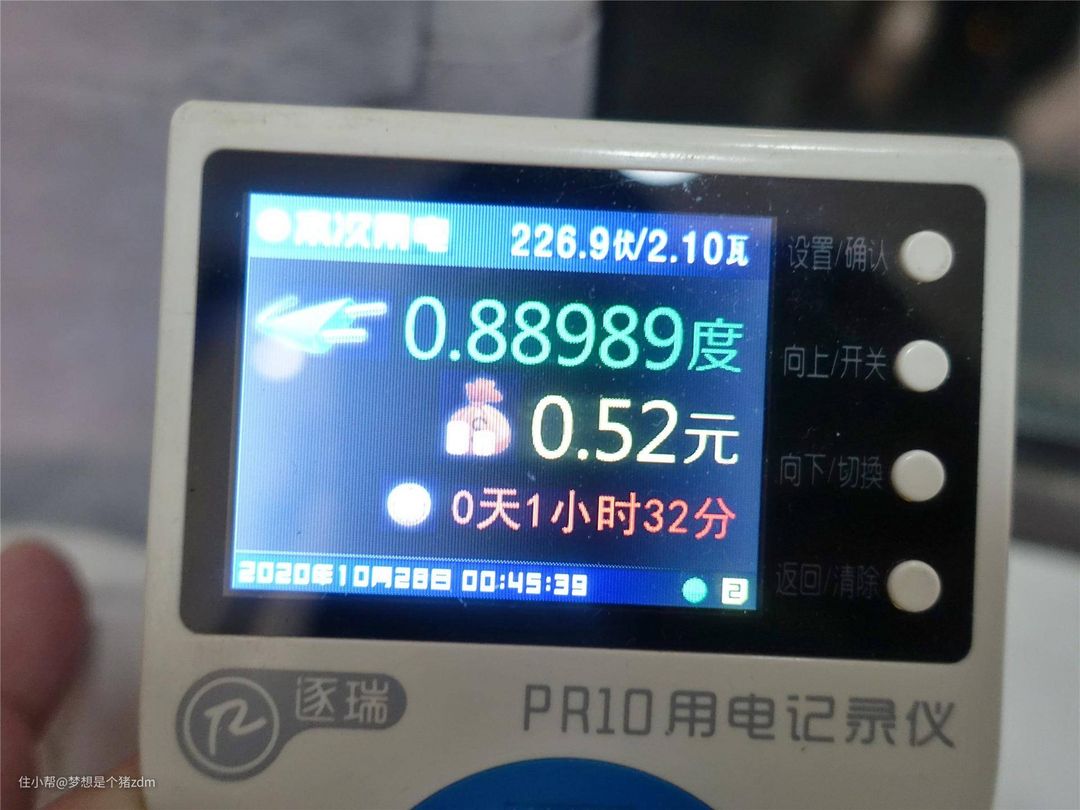 本次用电 226.9伏/2.10瓦
0.88989度
0.52元
0天1小时32分
2020年10月28日 00:45:39 2
设置/确认
向上/开关
向下/切换
返回/清除
逐瑞
PR10用电记录仪
住小帮@梦想是个猪zdm